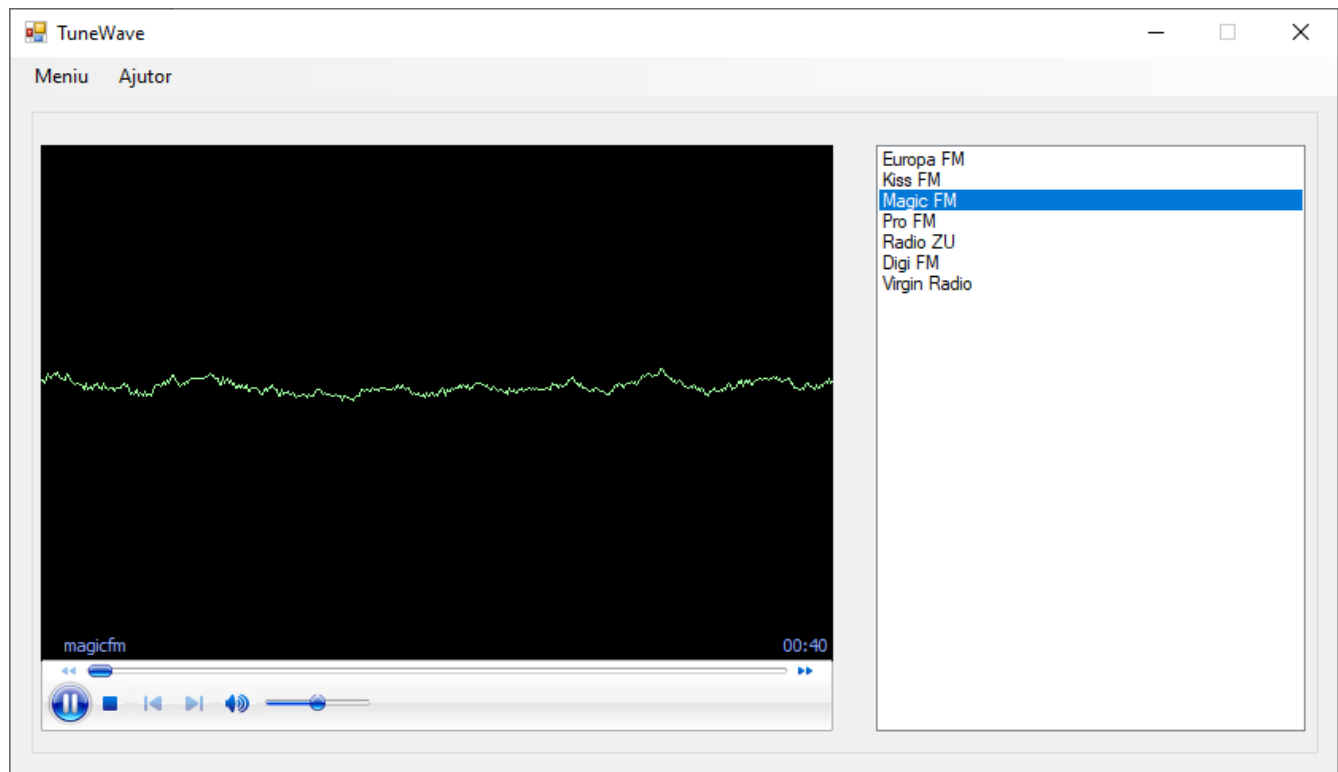 TuneWave
Meniu Ajutor
Europa FM
Kiss FM
Magic FM
Pro FM
Radio ZU
Digi FM
Virgin Radio
magicfm 00:40